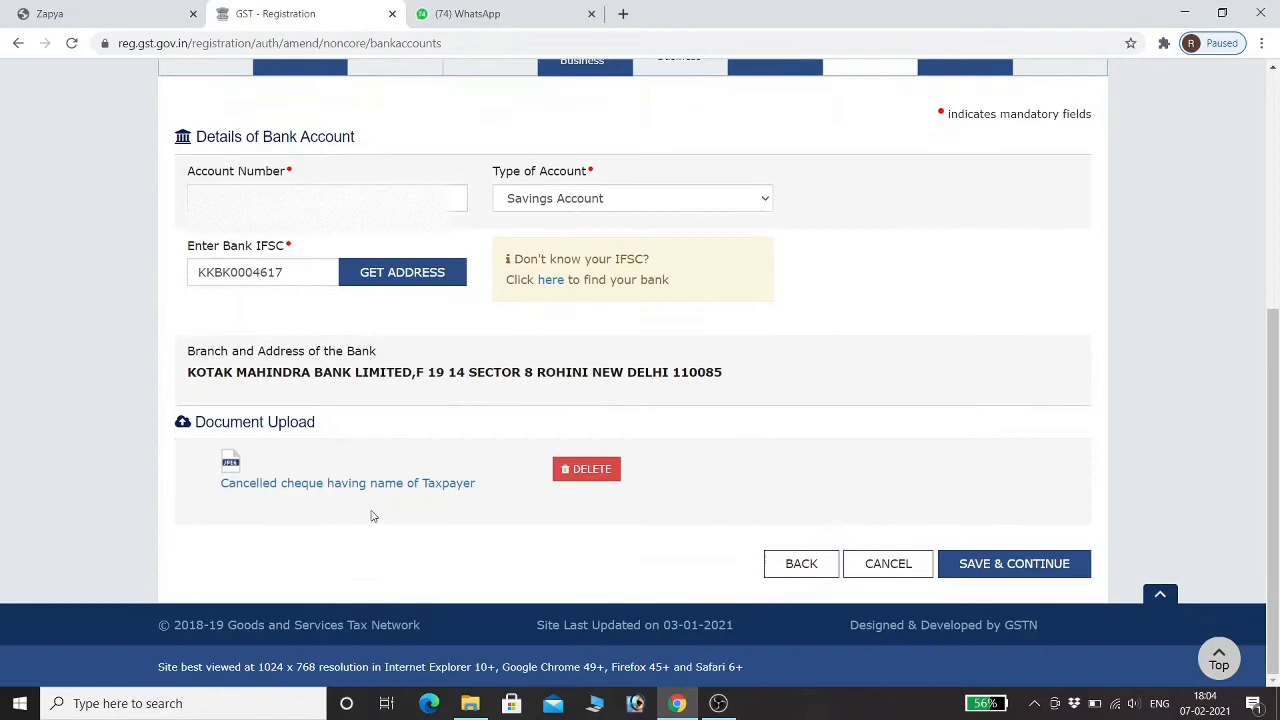 Zapya
GST - Registration
(74) WhatsApp
reg.gst.gov.in/registration/auth/amend/noncore/bankaccounts
R Paused
Business
• indicates mandatory fields
Details of Bank Account
Account Number•
Type of Account•
Savings Account
Enter Bank IFSC•
KKBK0004617
GET ADDRESS
Don't know your IFSC?
Click here to find your bank
Branch and Address of the Bank
KOTAK MAHINDRA BANK LIMITED,F 19 14 SECTOR 8 ROHINI NEW DELHI 110085
Document Upload
JPEG
Cancelled cheque having name of Taxpayer
DELETE
BACK
CANCEL
SAVE & CONTINUE
© 2018-19 Goods and Services Tax Network
Site Last Updated on 03-01-2021
Designed & Developed by GSTN
Site best viewed at 1024 x 768 resolution in Internet Explorer 10+, Google Chrome 49+, Firefox 45+ and Safari 6+
Top
Type here to search
56%
18:04
07-02-2021